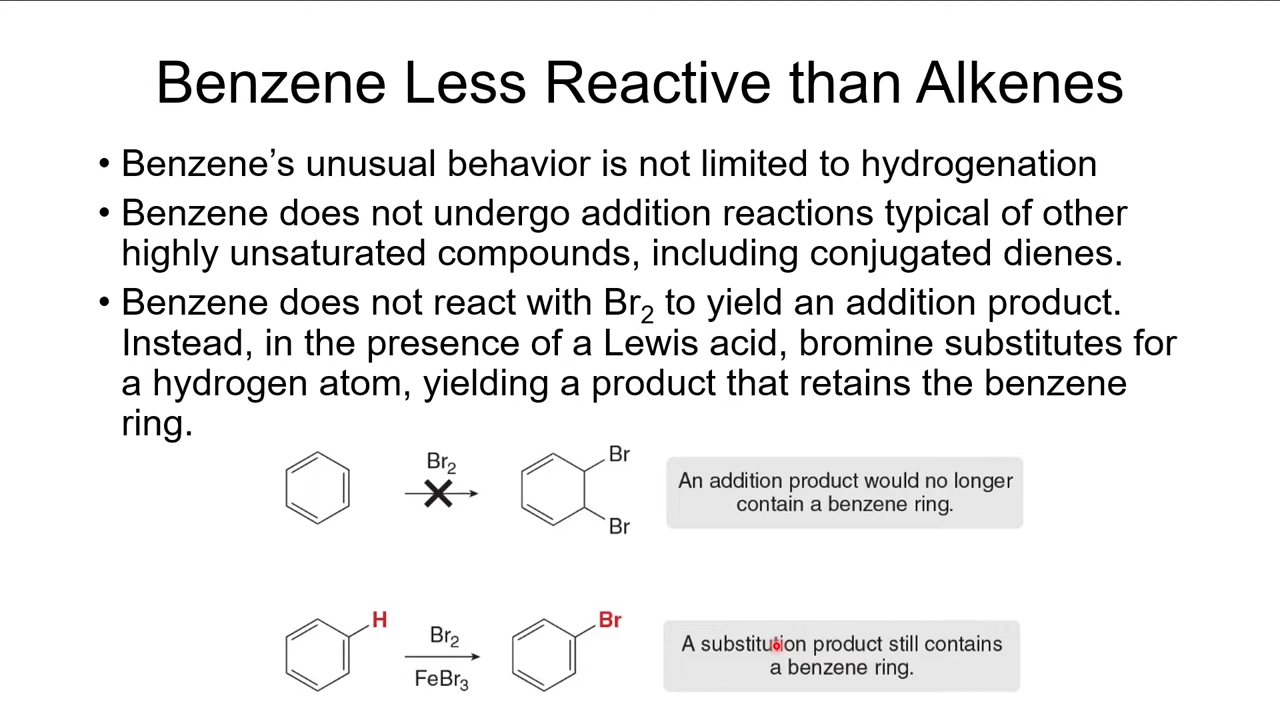 Benzene Less Reactive than Alkenes
• Benzene’s unusual behavior is not limited to hydrogenation
• Benzene does not undergo addition reactions typical of other
highly unsaturated compounds, including conjugated dienes.
• Benzene does not react with Br₂ to yield an addition product.
Instead, in the presence of a Lewis acid, bromine substitutes for
a hydrogen atom, yielding a product that retains the benzene
ring.
Br₂
Br
Br
An addition product would no longer
contain a benzene ring.
H
Br₂
FeBr₃
Br
A substitution product still contains
a benzene ring.